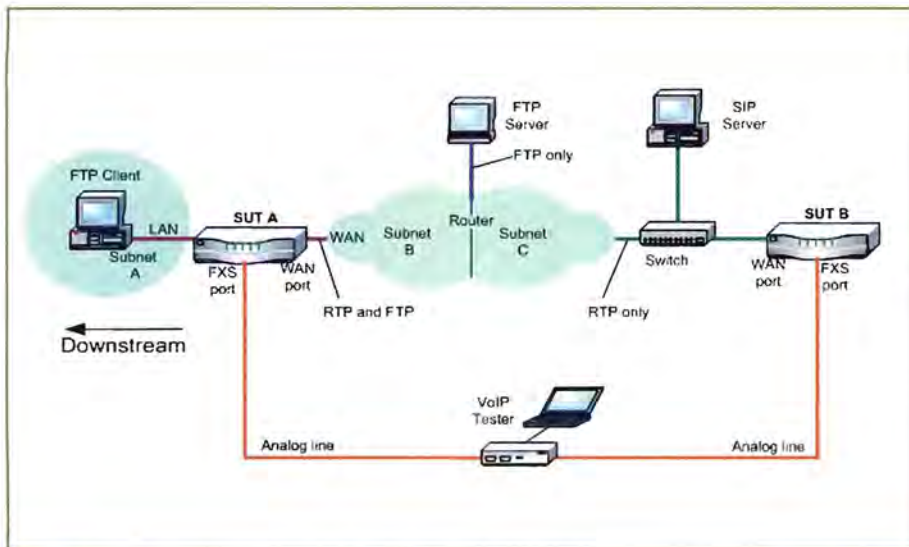 FTP
Server
SIP
Server
FTP only
FTP Client
SUT A
LAN
WAN
Subnet
B
Router
Subnet
C
SUT B
Subnet
A
FXS
port
WAN
port
Switch
WAN
port
FXS
port
RTP and FTP
RTP only
Downstream
VoIP
Tester
Analog line
Analog line